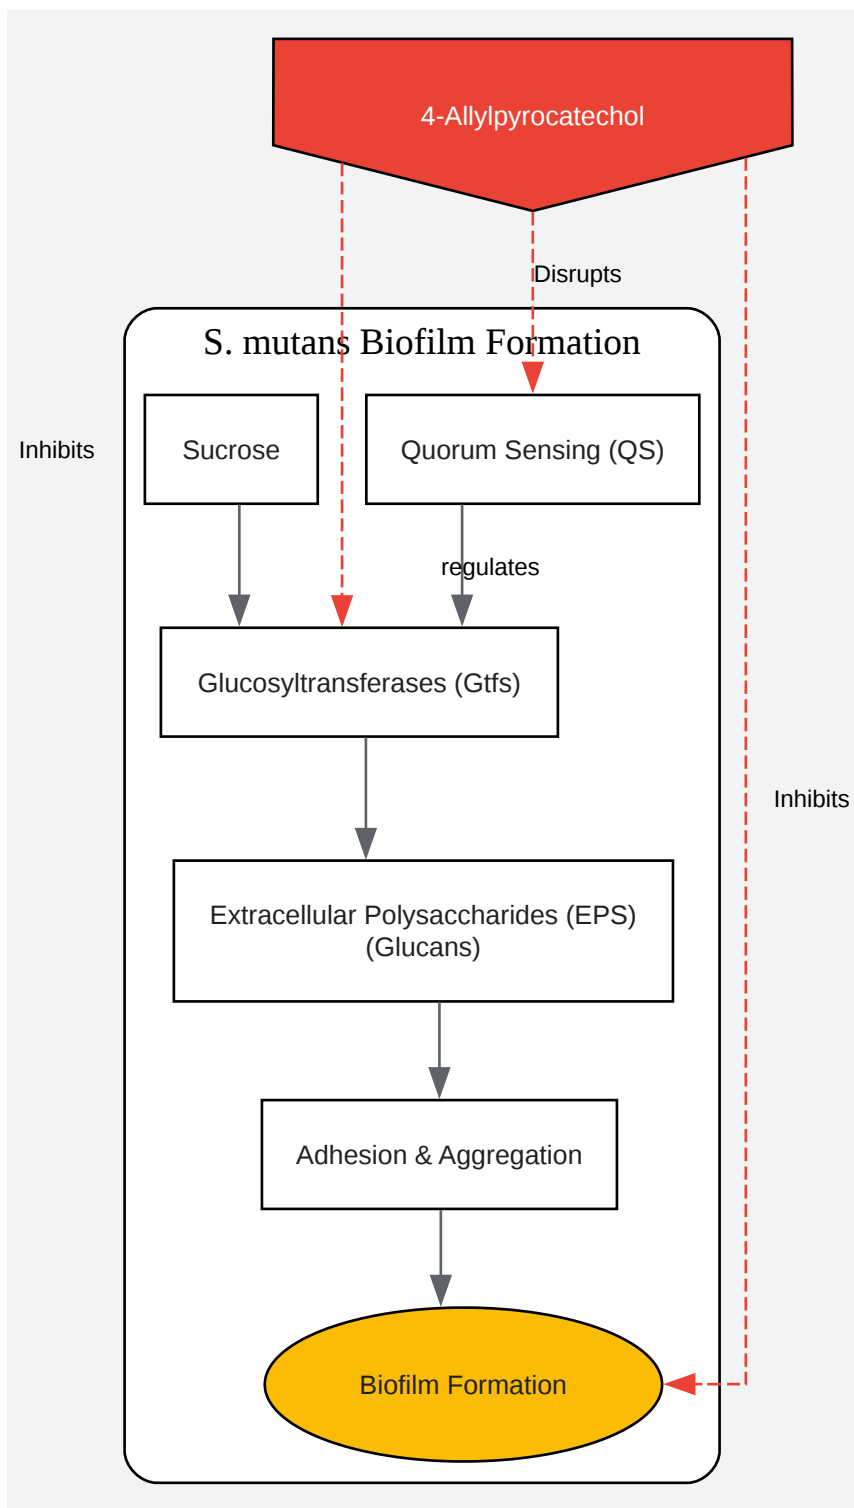 4-Allylpyrocatechol
Disrupts
S. mutans Biofilm Formation
Inhibits
Sucrose
Quorum Sensing (QS)
regulates
Glucosyltransferases (Gtfs)
Inhibits
Extracellular Polysaccharides (EPS)
(Glucans)
Adhesion & Aggregation
Biofilm Formation